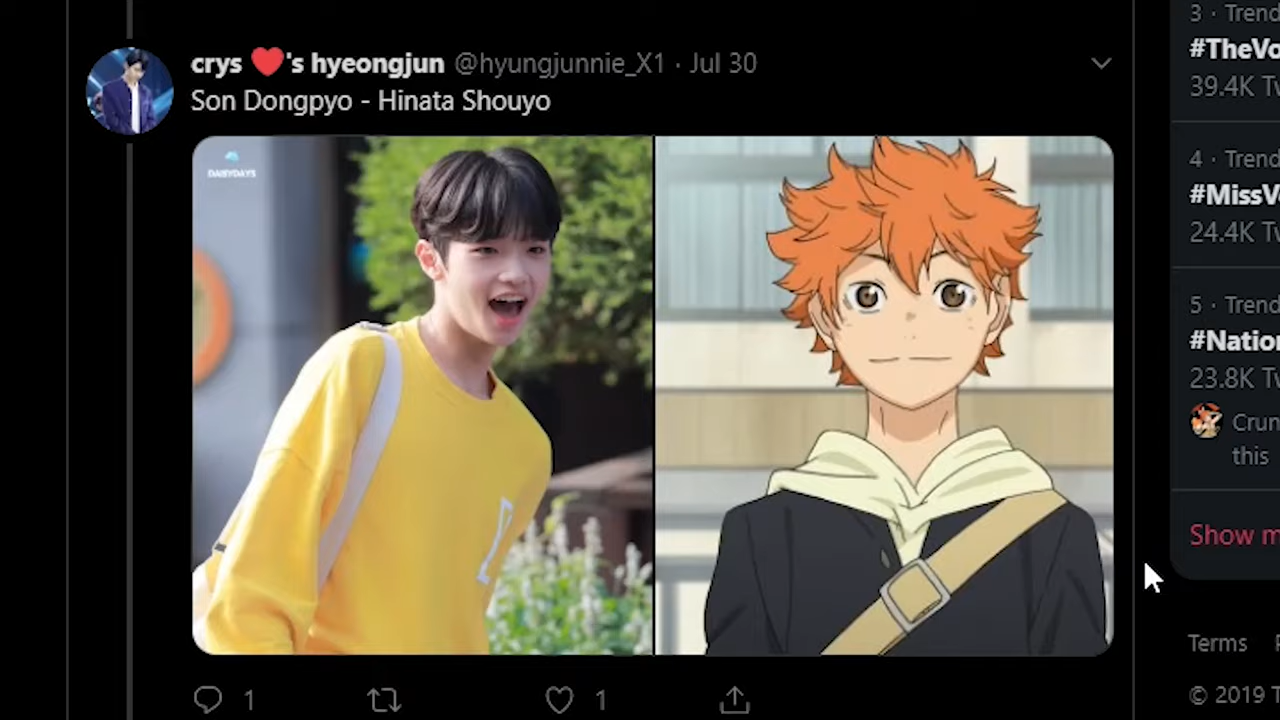 crys ❤️'s hyeongjun @hyungjunnie_X1 · Jul 30
Son Dongpyo - Hinata Shouyo
DAISYDAYS
1
1
3 · Trend
#TheVo
39.4K Tw
4 · Trend
#MissV
24.4K Tw
5 · Trend
#Nation
23.8K Tw
Crun
this
Show m
Terms
© 2019 T